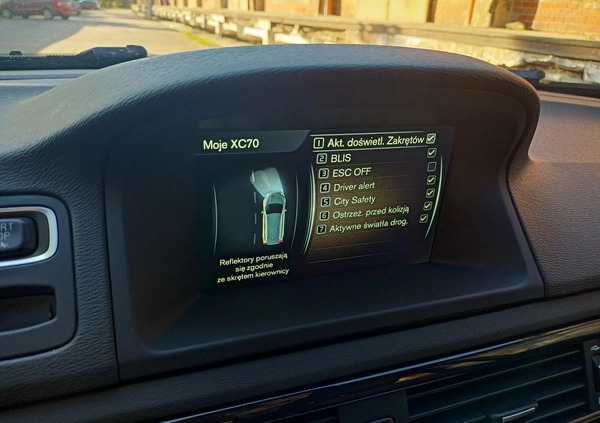 Moje XC70
1 Akt. doświetl. Zakrętów
2 BLIS
3 ESC OFF
4 Driver alert
5 City Safety
6 Ostrzeż. przed kolizją
7 Aktywne światła drog.
Reflektory poruszają
się zgodnie
ze skrętem kierownicy